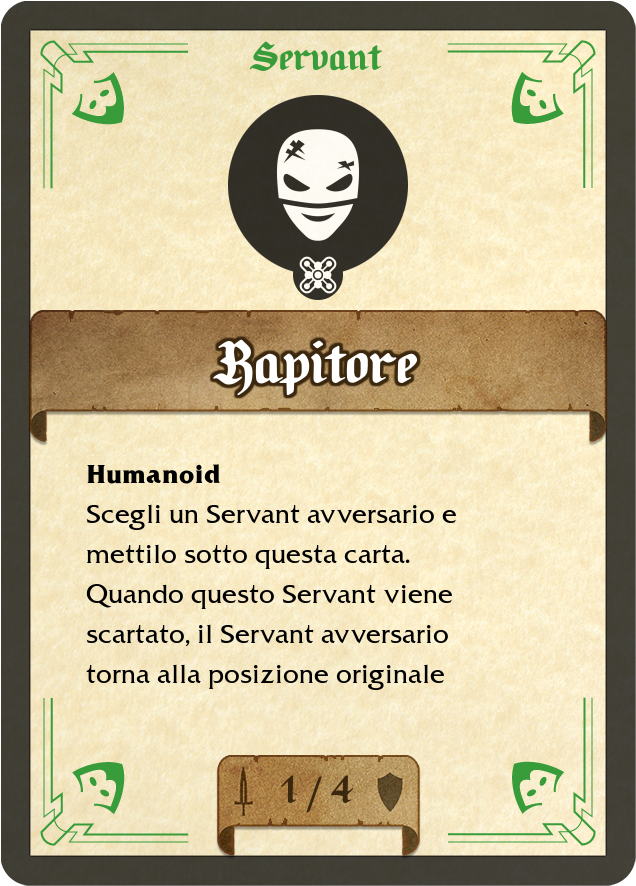 Servant
Rapitore
Humanoid
Scegli un Servant avversario e
mettilo sotto questa carta.
Quando questo Servant viene
scartato, il Servant avversario
torna alla posizione originale
1/4